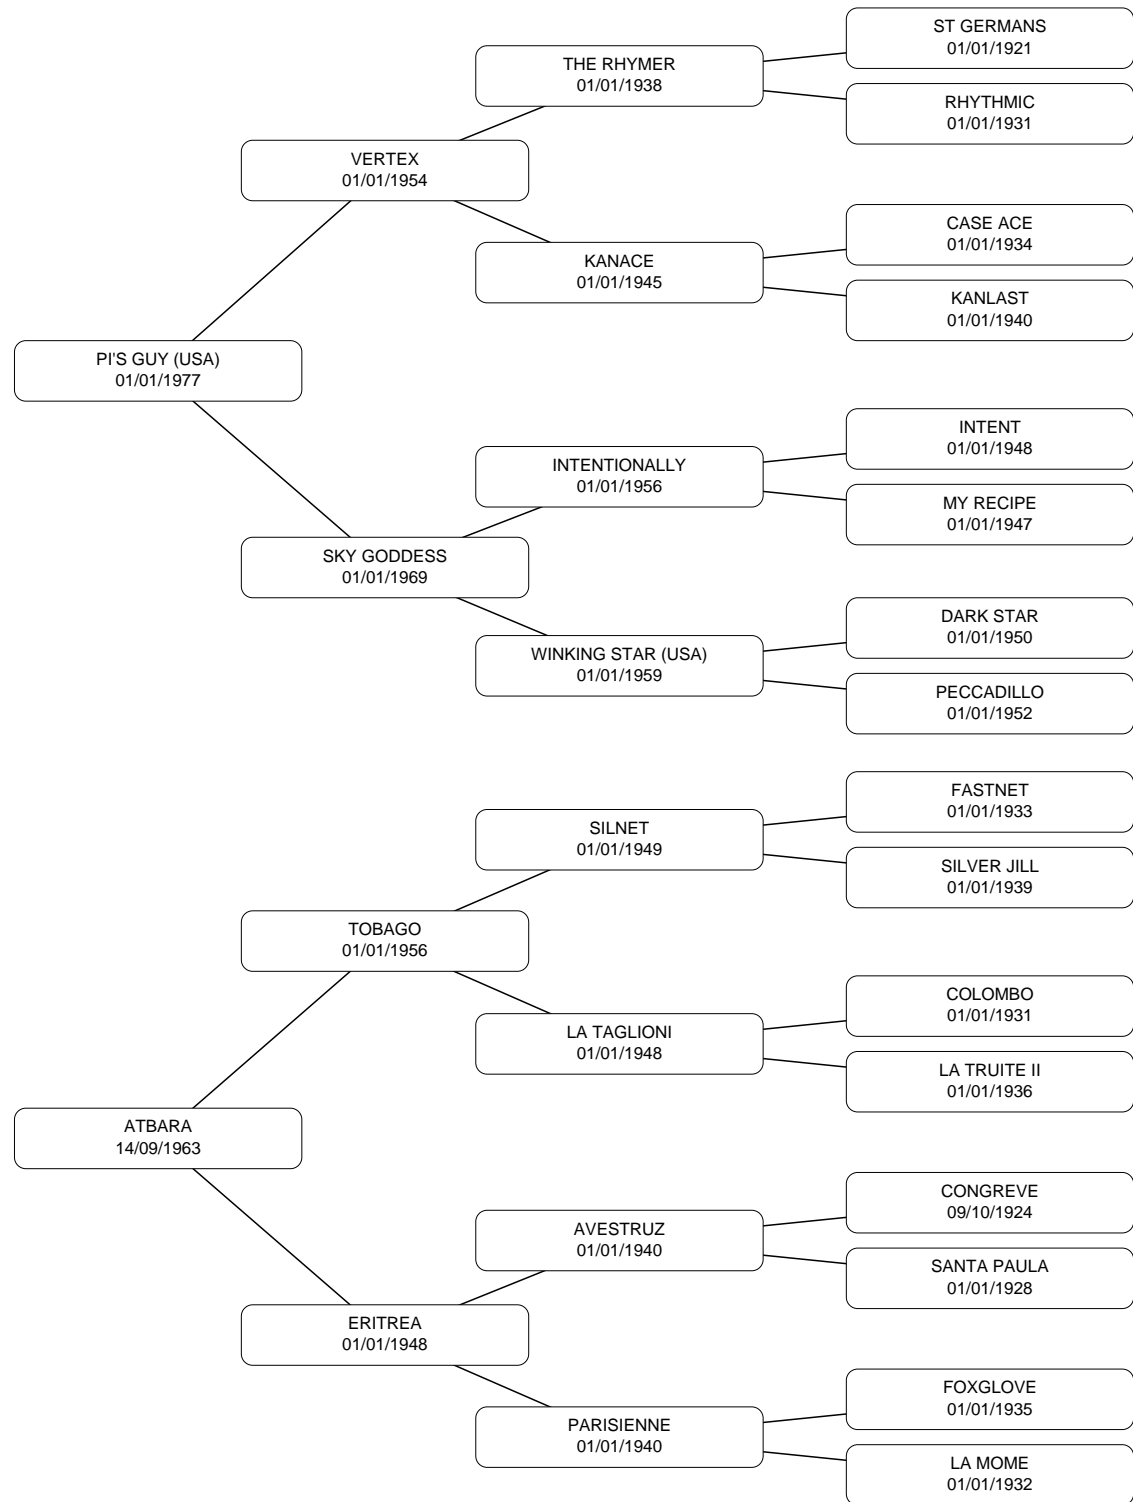 ST GERMANS
01/01/1921
THE RHYMER
01/01/1938
RHYTHMIC
01/01/1931
VERTEX
01/01/1954
CASE ACE
01/01/1934
KANACE
01/01/1945
KANLAST
01/01/1940
PI'S GUY (USA)
01/01/1977
INTENT
01/01/1948
INTENTIONALLY
01/01/1956
MY RECIPE
01/01/1947
SKY GODDESS
01/01/1969
DARK STAR
01/01/1950
WINKING STAR (USA)
01/01/1959
PECCADILLO
01/01/1952
FASTNET
01/01/1933
SILNET
01/01/1949
SILVER JILL
01/01/1939
TOBAGO
01/01/1956
COLOMBO
01/01/1931
LA TAGLIONI
01/01/1948
LA TRUITE II
01/01/1936
ATBARA
14/09/1963
CONGREVE
09/10/1924
AVESTRUZ
01/01/1940
SANTA PAULA
01/01/1928
ERITREA
01/01/1948
FOXGLOVE
01/01/1935
PARISIENNE
01/01/1940
LA MOME
01/01/1932